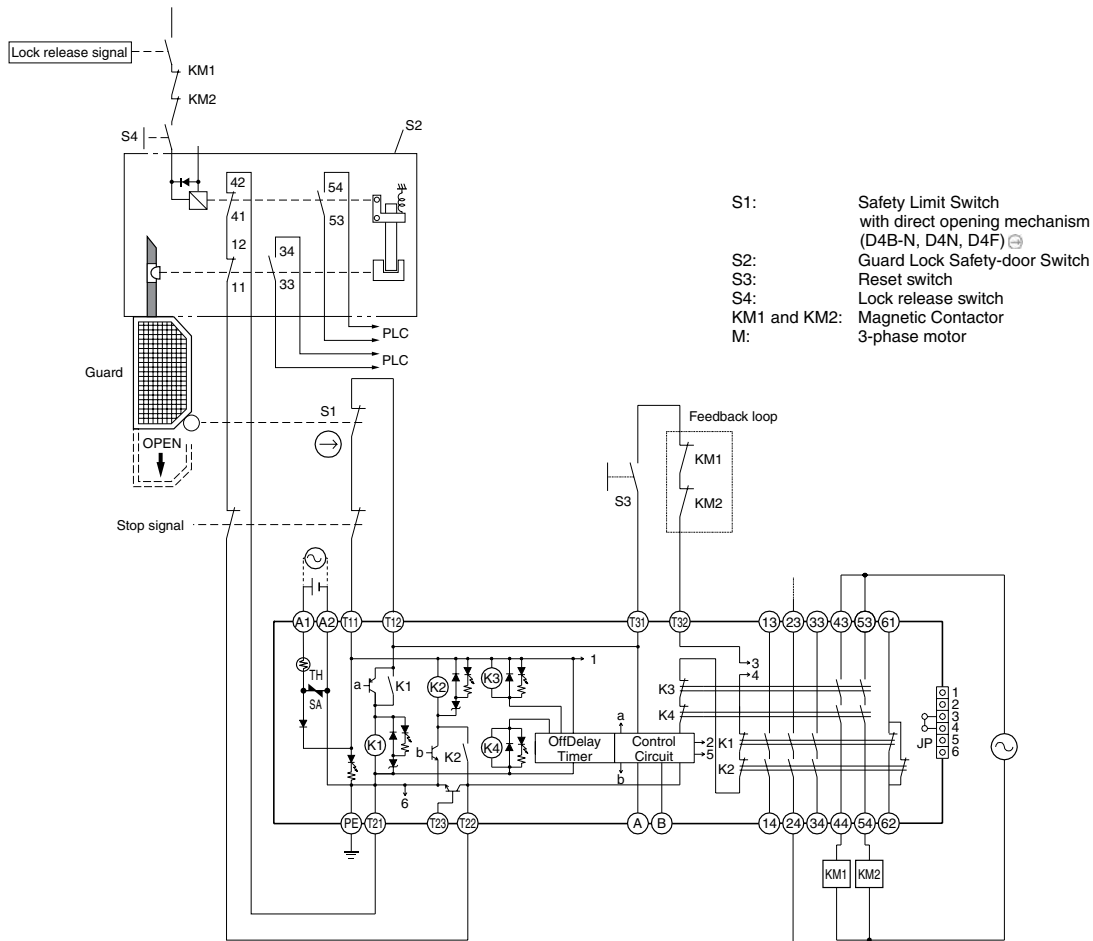 Lock release signal
KM1
KM2
S4
S2
42
54
41
53
12
34
11
33
PLC
PLC
Guard
OPEN
S1
Stop signal
S1: Safety Limit Switch
with direct opening mechanism
(D4B-N, D4N, D4F)
S2: Guard Lock Safety-door Switch
S3: Reset switch
S4: Lock release switch
KM1 and KM2: Magnetic Contactor
M: 3-phase motor
Feedback loop
KM1
S3
KM2
A1 A2 T11 T12 T31 T32 13 23 33 43 53 61
1
3
4
TH
SA
a
K1
K2
K3
K3
K4
a
K1
b
K2
K4
OffDelay
Timer
Control
Circuit
2
5
b
6
K1
K2
JP
1
2
3
4
5
6
PE T21 T23 T22 A B 14 24 34 44 54 62
KM1 KM2